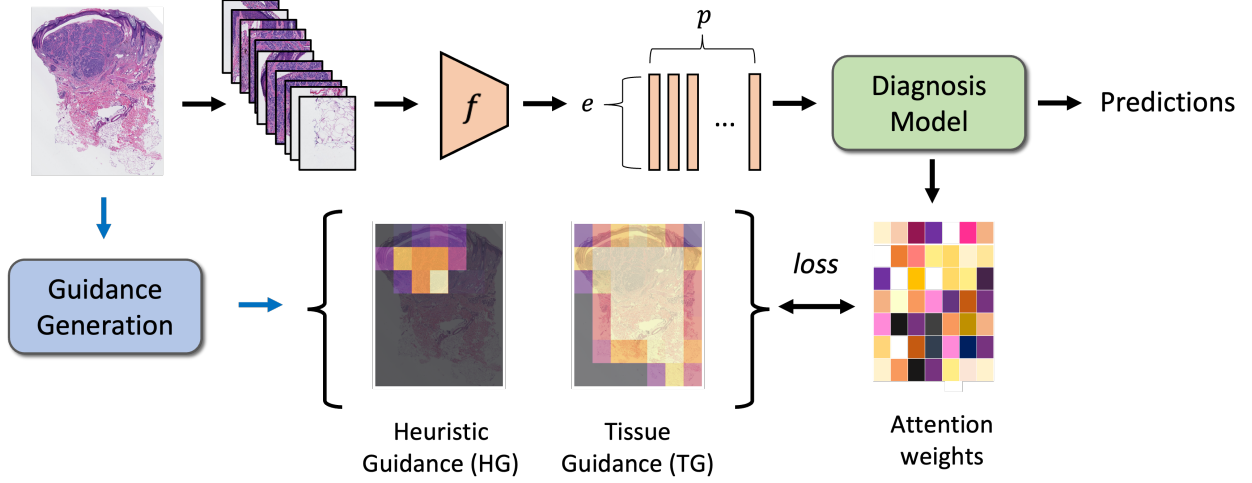 p
e
f
...
Diagnosis
Model
Predictions
Guidance
Generation
loss
Heuristic
Guidance (HG)
Tissue
Guidance (TG)
Attention
weights